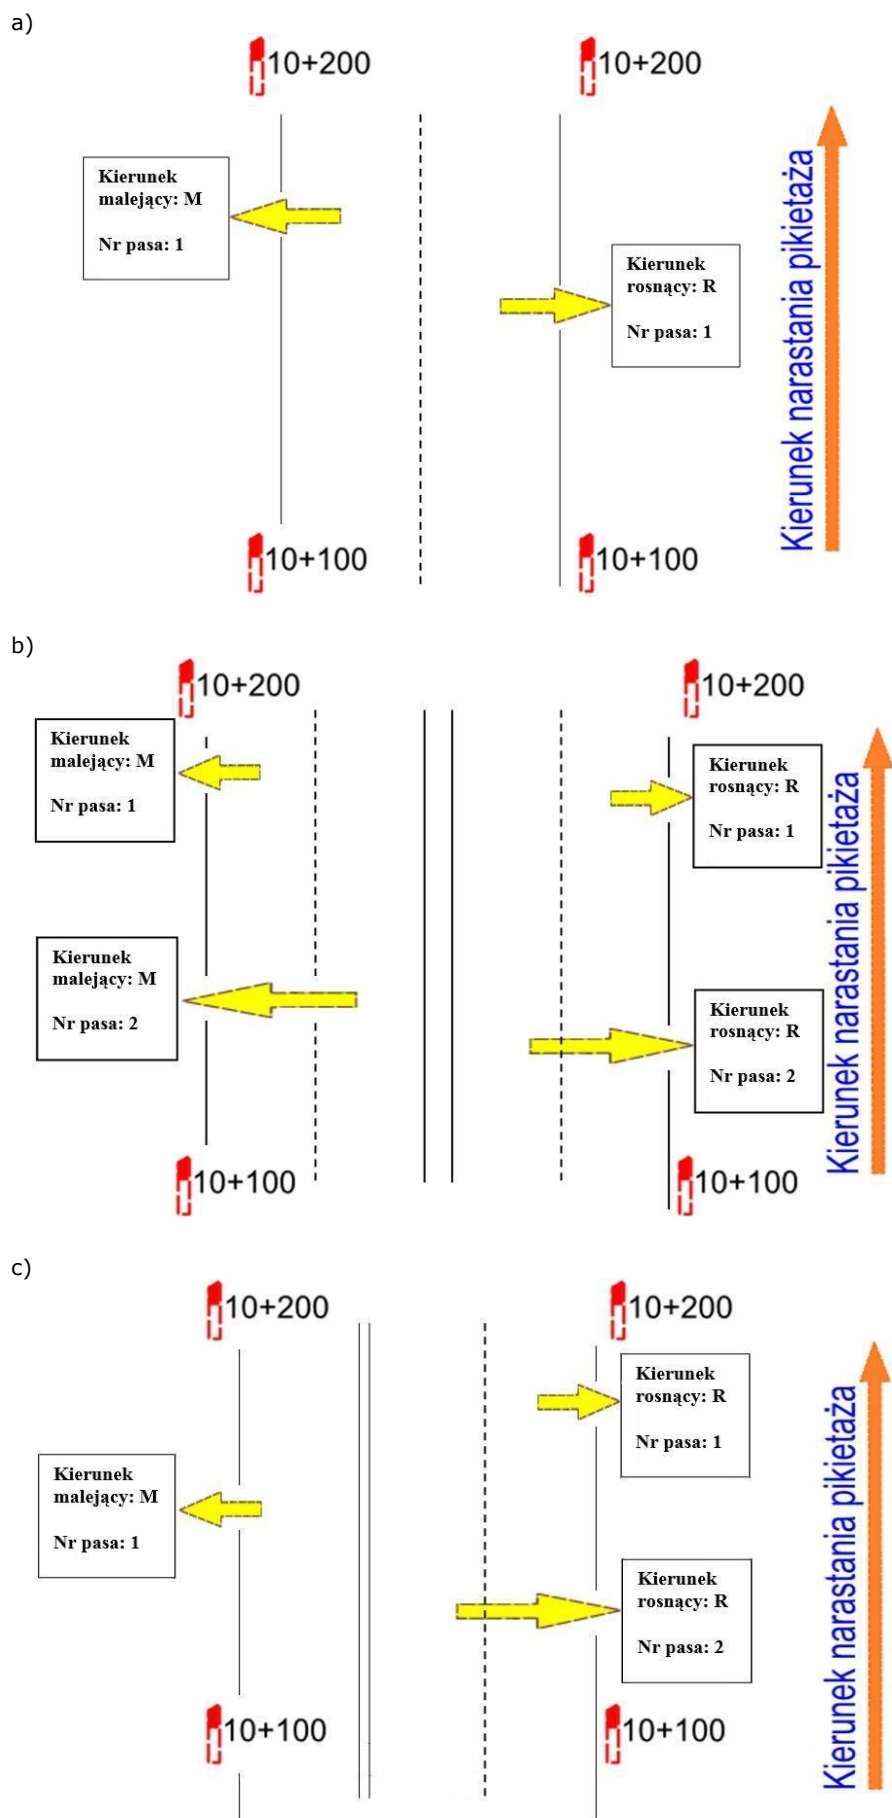 a)
10+200
10+200
Kierunek
malejący: M
Nr pasa: 1
Kierunek
rosnący: R
Nr pasa: 1
Kierunek narastania pikietaża
10+100
10+100
b)
10+200
10+200
Kierunek
malejący: M
Nr pasa: 1
Kierunek
rosnący: R
Nr pasa: 1
Kierunek narastania pikietaża
Kierunek
malejący: M
Nr pasa: 2
Kierunek
rosnący: R
Nr pasa: 2
10+100
10+100
c)
10+200
10+200
Kierunek
rosnący: R
Nr pasa: 1
Kierunek narastania pikietaża
Kierunek
malejący: M
Nr pasa: 1
Kierunek
rosnący: R
Nr pasa: 2
10+100
10+100